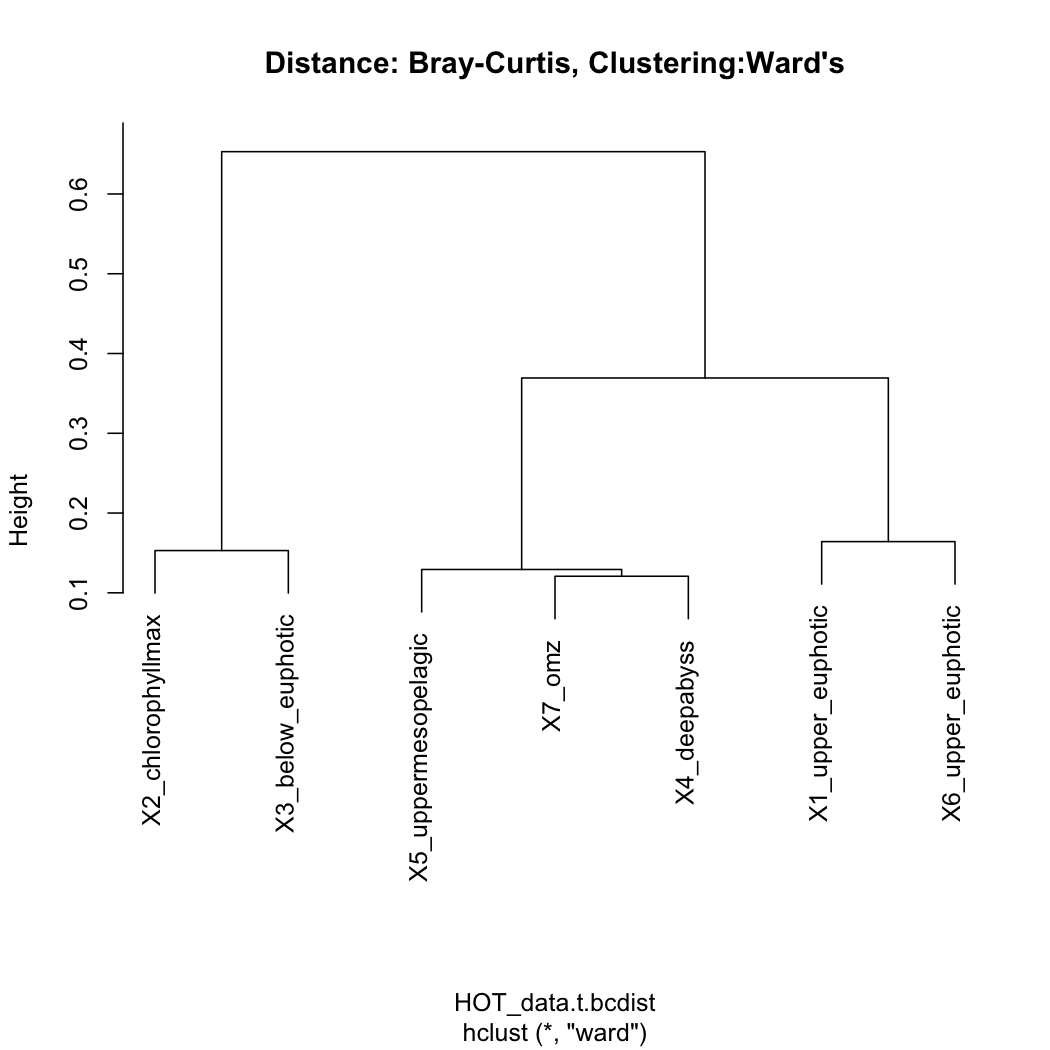 Distance: Bray-Curtis, Clustering:Ward's
Height
0.6
0.5
0.4
0.3
0.2
0.1
X2_chlorophyllmax
X3_below_euphotic
X5_uppermesopelagic
X7_omz
X4_deepabyss
X1_upper_euphotic
X6_upper_euphotic
HOT_data.t.bcdist
hclust (*, "ward")